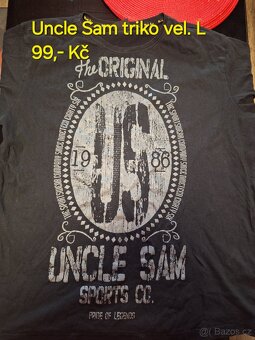 Uncle Sam triko vel. L
99,- Kč
the ORIGINAL
US
19 86
UNCLE SAM
SPORTS CO.
PRIDE OF LEGENDS
Bazos.cz